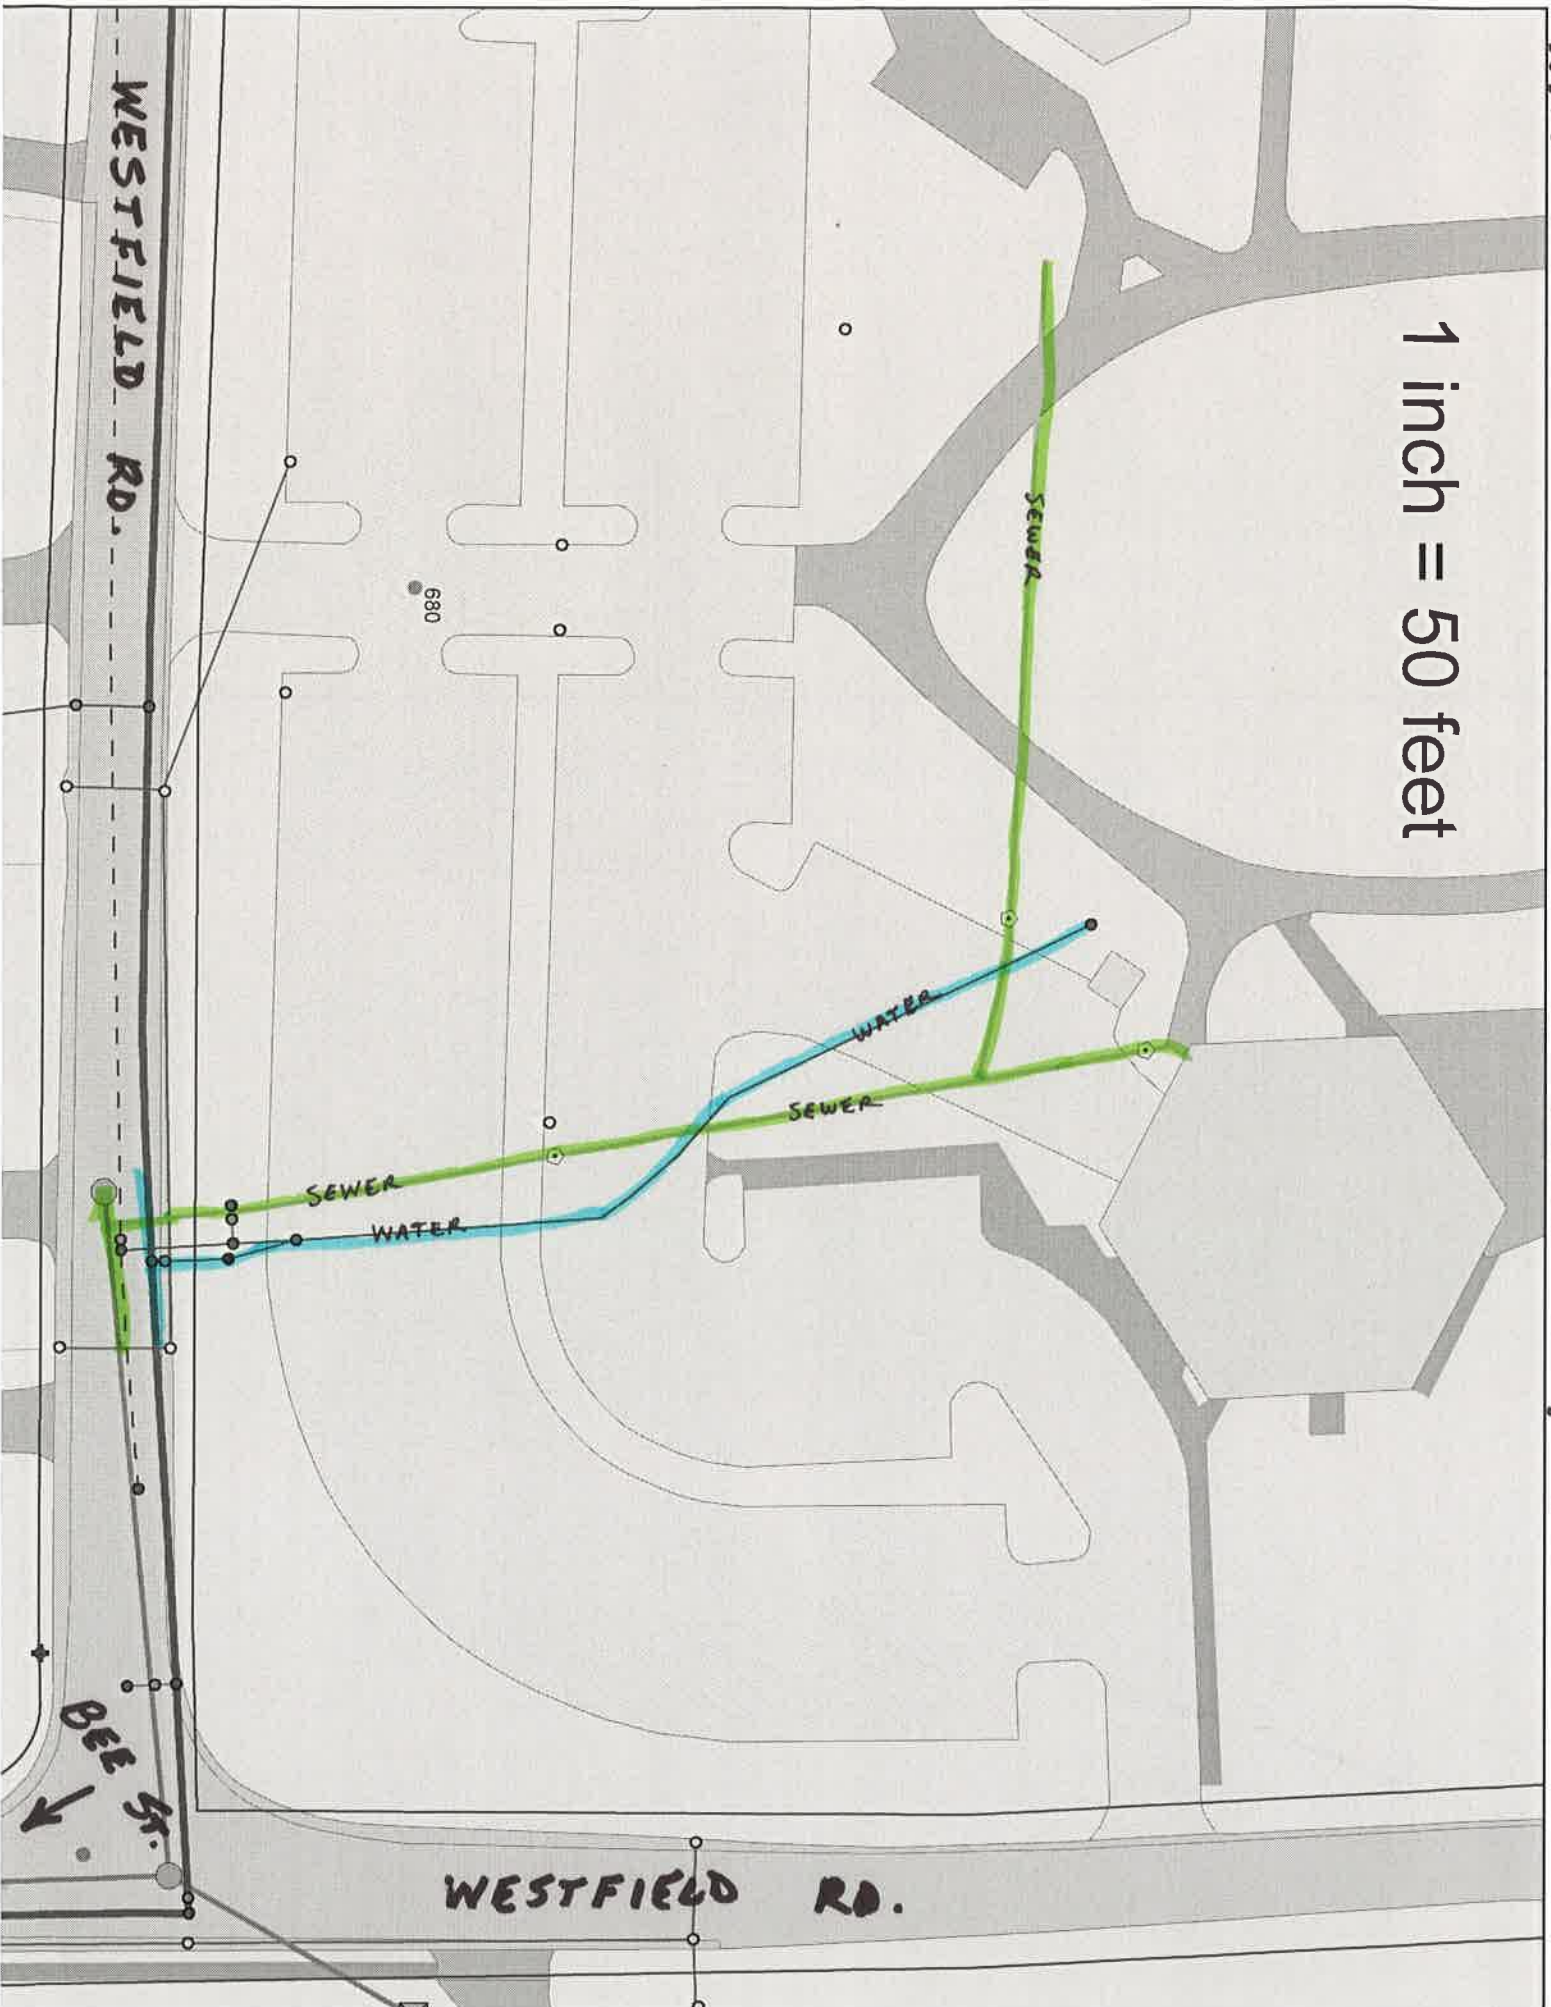 WESTFIELD RD.
1 inch = 50 feet
SEWER
680
WATER
SEWER
SEWER
WATER
BEE ST.
WESTFIELD RD.